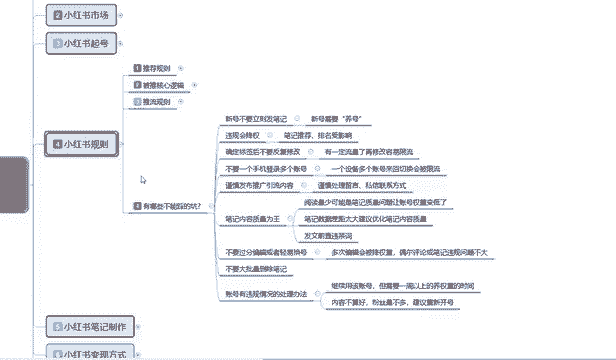 2 小红书市场
3 小红书起号
4 小红书规则
1 推荐规则
2 被推核心逻辑
3 推流规则
4 有哪些不能踩的坑?
新号不要立刻发笔记
新号需要“养号”
违规会降权
笔记推荐、排名受影响
确定标签后不要反复修改
有一定流量了再修改容易限流
不要一个手机登录多个账号
一个设备多个账号来回切换会被限流
谨慎发布推广引流内容
谨慎处理留言、私信联系方式
笔记内容质量为王
阅读量少可能是笔记质量问题让账号权重变低了
笔记数据差距太大建议优化笔记内容质量
发文前查违禁词
不要过分编辑或者轻易换号
多次编辑会被降权重，偶尔评论或笔记违规问题不大
不要大批量删除笔记
账号有违规情况的处理办法
继续用该账号，但需要一周以上的养权重的时间
内容不算好，粉丝量不多，建议重新开号
5 小红书笔记制作
6 小红书变现方式